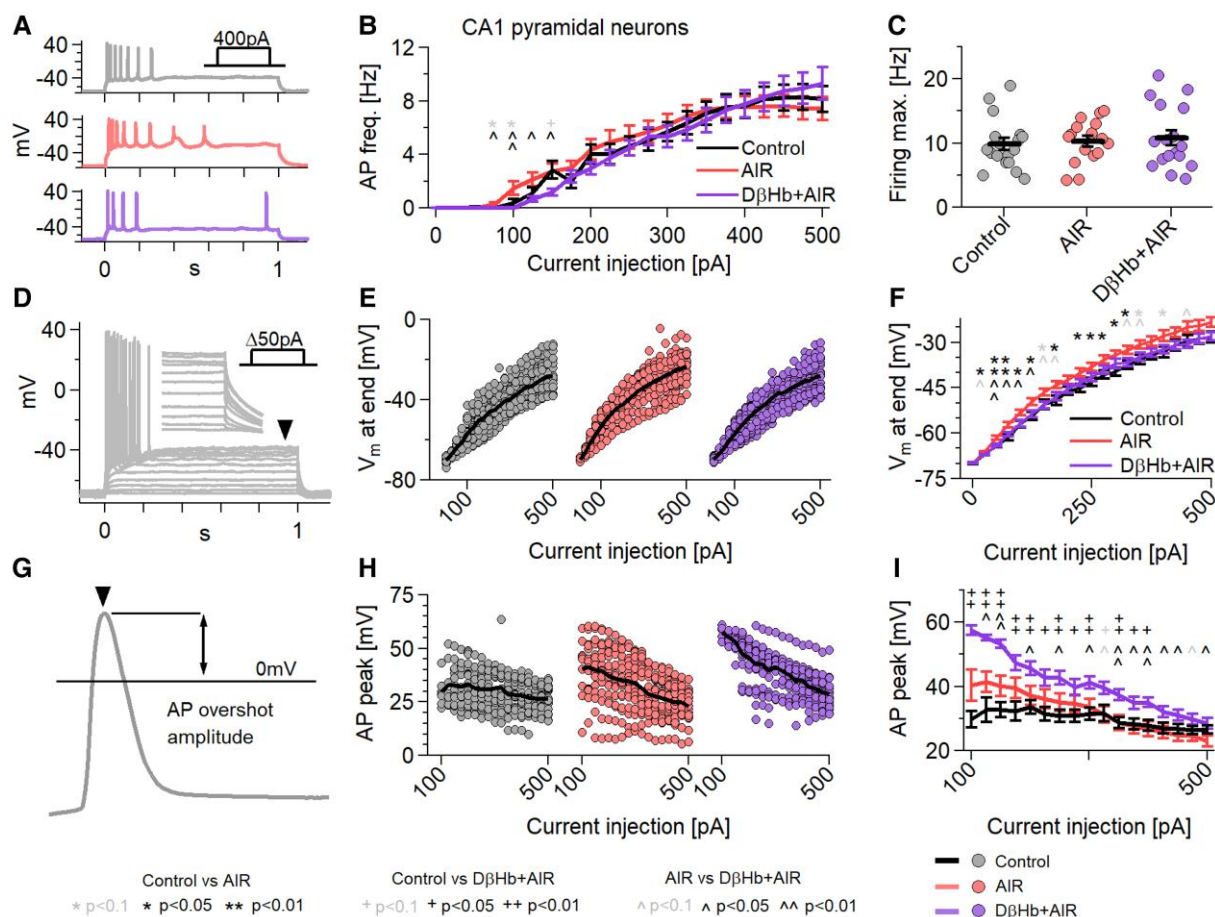 A
400pA
40
-40
40
-40
40
-40
mV
0 s 1
B
CA1 pyramidal neurons
AP freq. [Hz]
12
8
4
0
* * +
^ ^ ^ ^
^
Control
AIR
DβHb+AIR
0 100 200 300 400 500
Current injection [pA]
C
Firing max. [Hz]
20
10
0
Control AIR DβHb+AIR
D
Δ50pA
mV
40
0
-40
0 s 1
E
Vm at end [mV]
0
-40
-80
100 500 100 500 100 500
Current injection [pA]
F
Vm at end [mV]
-30
-45
-60
-75
Control
AIR
DβHb+AIR
0 250 500
Current injection [pA]
G
0mV
AP overshot
amplitude
H
AP peak [mV]
75
50
25
0
100 500 100 500 100 500
Current injection [pA]
I
AP peak [mV]
60
40
20
100 500
Current injection [pA]
Control
AIR
DβHb+AIR
Control vs AIR
* p<0.1 * p<0.05 ** p<0.01
Control vs DβHb+AIR
+ p<0.1 + p<0.05 ++ p<0.01
AIR vs DβHb+AIR
^ p<0.1 ^ p<0.05 ^^ p<0.01